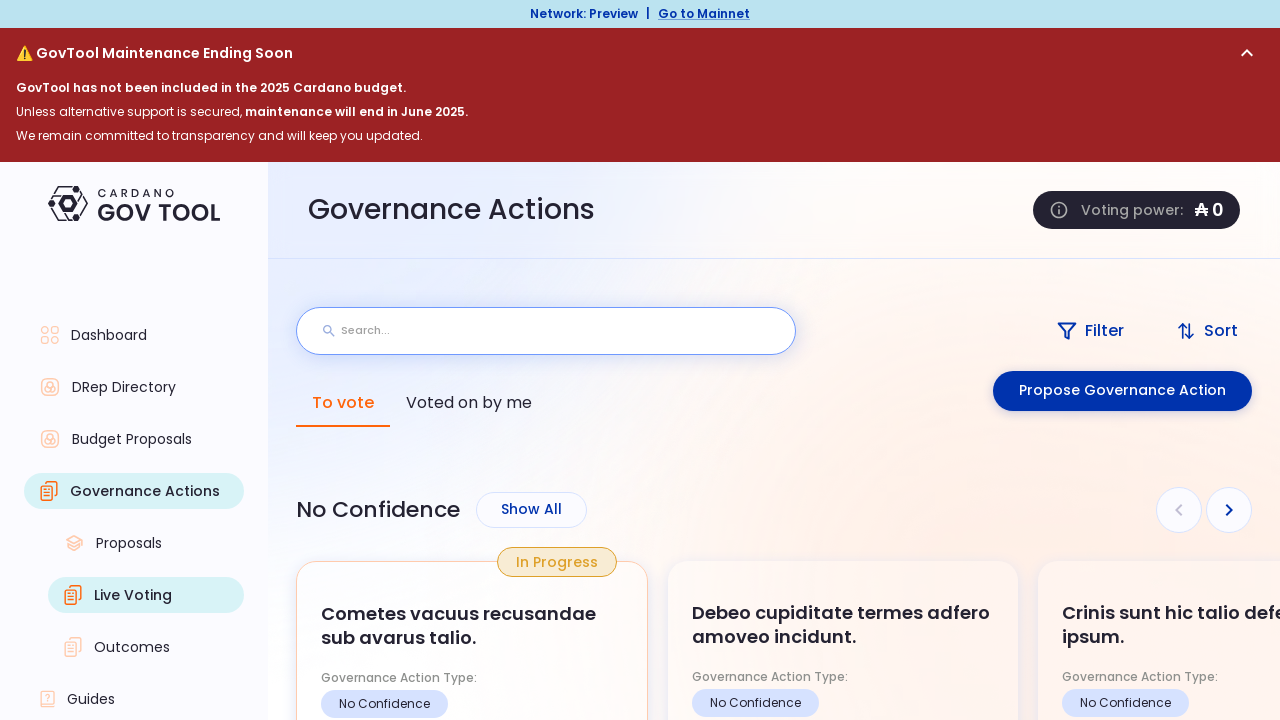 Network: Preview | Go to Mainnet
⚠️ GovTool Maintenance Ending Soon
GovTool has not been included in the 2025 Cardano budget.
Unless alternative support is secured, maintenance will end in June 2025.
We remain committed to transparency and will keep you updated.
CARDANO
GOV TOOL
Governance Actions
Voting power: ₳ 0
Dashboard
DRep Directory
Budget Proposals
Governance Actions
Proposals
Live Voting
Outcomes
Guides
Search...
Filter
Sort
To vote
Voted on by me
Propose Governance Action
No Confidence
Show All
In Progress
Cometes vacuus recusandae
sub avarus talio.
Governance Action Type:
No Confidence
Debeo cupiditate termes adfero
amoveo incidunt.
Governance Action Type:
No Confidence
Crinis sunt hic talio defe
ipsum.
Governance Action Type:
No Confidence